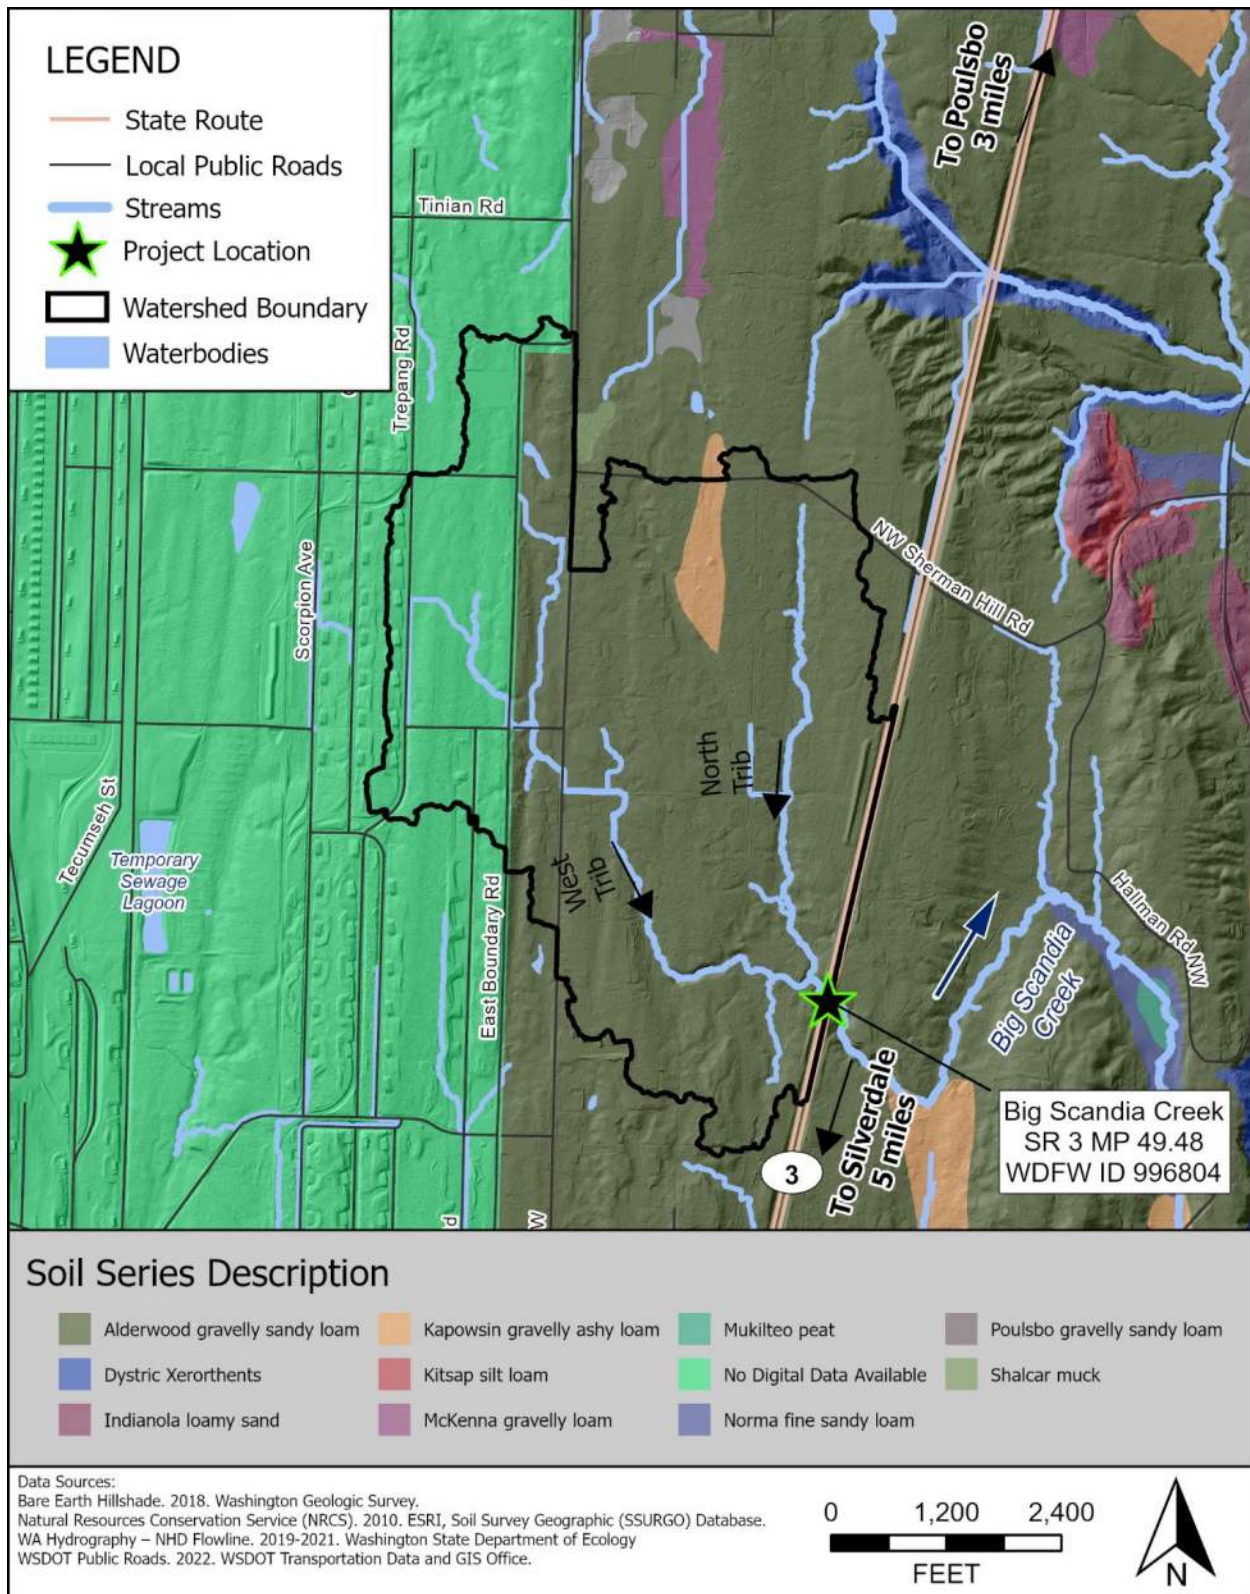 LEGEND
State Route
Local Public Roads
Streams
Project Location
Watershed Boundary
Waterbodies
To Poulsbo
3 miles
Tinian Rd
Trepang Rd
Scorpion Ave
NW Sherman Hill Rd
North
Trib
West
Trib
Tecumseh St
Temporary
Sewage
Lagoon
East Boundary Rd
Hallman Rd NW
Big Scandia
Creek
Big Scandia Creek
SR 3 MP 49.48
WDFW ID 996804
To Silverdale
5 miles
3
d
W
Soil Series Description
Alderwood gravelly sandy loam
Kapowsin gravelly ashy loam
Mukilteo peat
Poulsbo gravelly sandy loam
Dystric Xerorthents
Kitsap silt loam
No Digital Data Available
Shalcar muck
Indianola loamy sand
McKenna gravelly loam
Norma fine sandy loam
Data Sources:
Bare Earth Hillshade. 2018. Washington Geologic Survey.
Natural Resources Conservation Service (NRCS). 2010. ESRI, Soil Survey Geographic (SSURGO) Database.
WA Hydrography – NHD Flowline. 2019-2021. Washington State Department of Ecology
WSDOT Public Roads. 2022. WSDOT Transportation Data and GIS Office.
0 1,200 2,400
FEET
N